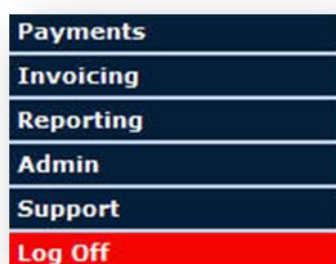 Payments
Invoicing
Reporting
Admin
Support
Log Off